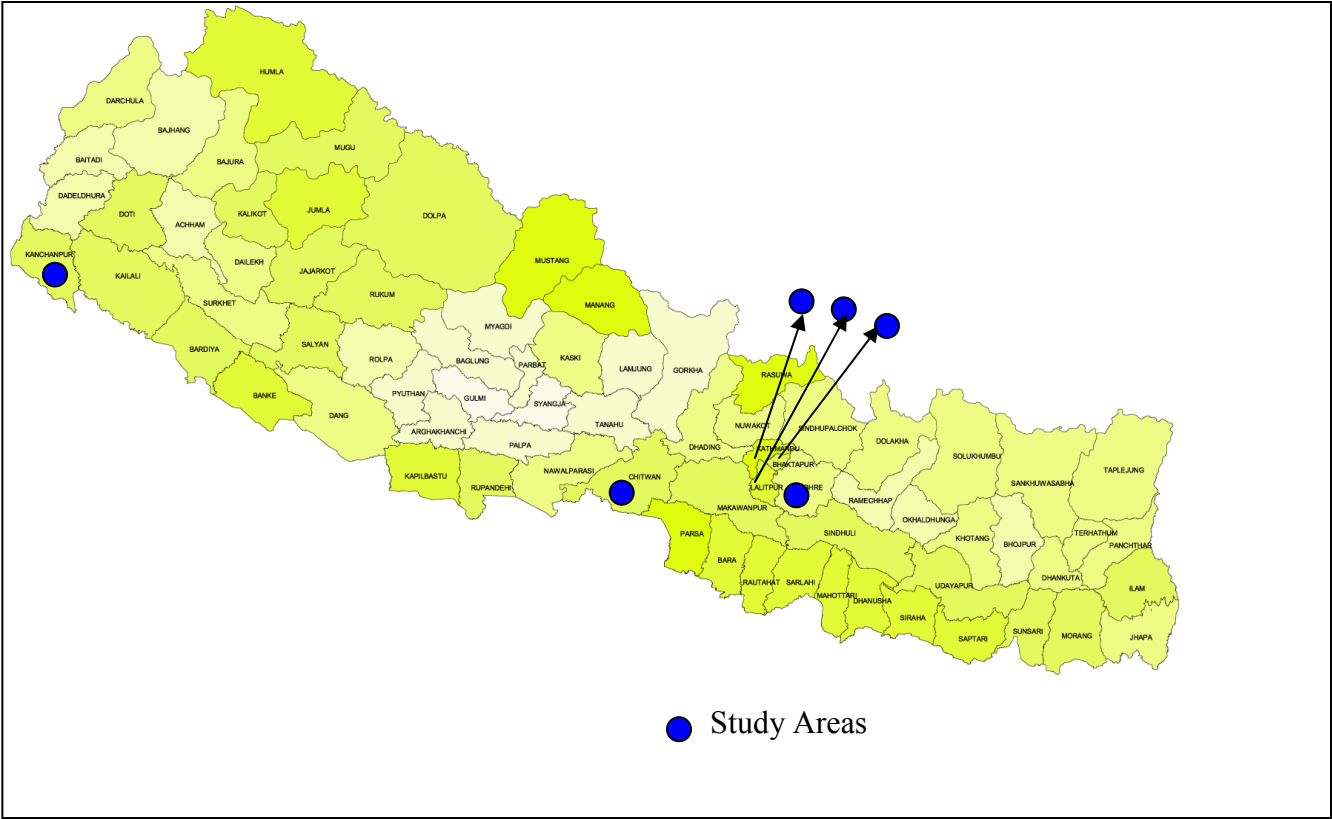 HUMLA
DARCHULA
BAJHANG
MUGU
BAITADI
BAJURA
DADELDHURA
DOTI
KALIKOT
JUMLA
DOLPA
ACHHAM
KANCHANPUR
DAILEKH
MUSTANG
KAILALI
JAJARKOT
RUKUM
SURKHET
MANANG
MYAGDI
SALYAN
BARDIYA
ROLPA
BAGLUNG
PARBAT
KASKI
LAMJUNG
GORKHA
RASUWA
BANKE
PYUTHAN
GULMI
SYANGJA
DANG
TANAHU
NUWAKOT
SINDHUPALCHOK
ARGHAKHANCHI
PALPA
DHADING
KATHMANDU
DOLAKHA
SOLUKHUMBU
BHAKTAPUR
TAPLEJUNG
KAPILBASTU
RUPANDEHI
NAWALPARASI
CHITWAN
LALITPUR
HRE
SANKHUWASABHA
RAMECHHAP
MAKAWANPUR
OKHALDHUNGA
PARSA
SINDHULI
KHOTANG
BHOJPUR
TERHATHUM
PANCHTHAR
BARA
RAUTAHAT
SARLAHI
UDAYAPUR
DHANKUTA
ILAM
MAHOTTARI
DHANUSHA
SIRAHA
SAPTARI
SUNSARI
MORANG
JHAPA
Study Areas